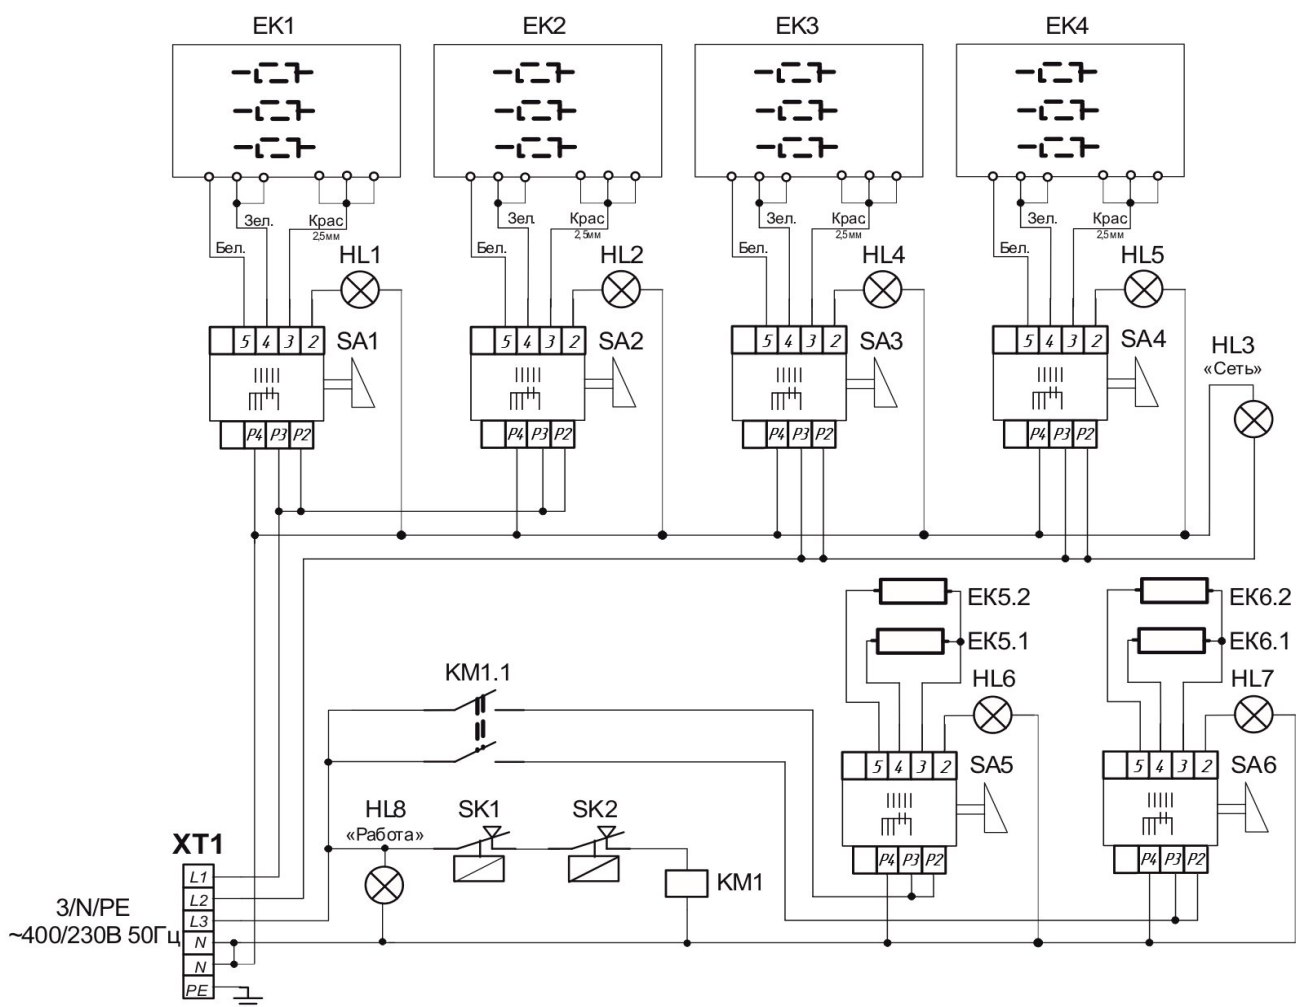 EK1 EK2 EK3 EK4
Зел. Крас Зел. Крас Зел. Крас Зел. Крас
2,5мм 2,5мм 2,5мм 2,5мм
Бел. Бел. Бел. Бел.
HL1 HL2 HL4 HL5
5 4 3 2 SA1 5 4 3 2 SA2 5 4 3 2 SA3 5 4 3 2 SA4
HL3
«Сеть»
P4 P3 P2 P4 P3 P2 P4 P3 P2 P4 P3 P2
EK5.2 EK6.2
EK5.1 EK6.1
KM1.1 HL6 HL7
5 4 3 2 SA5 5 4 3 2 SA6
HL8 SK1 SK2
«Работа»
XT1
P4 P3 P2 P4 P3 P2
L1
KM1
L2
3/N/PE
L3
~400/230В 50Гц
N
N
PE